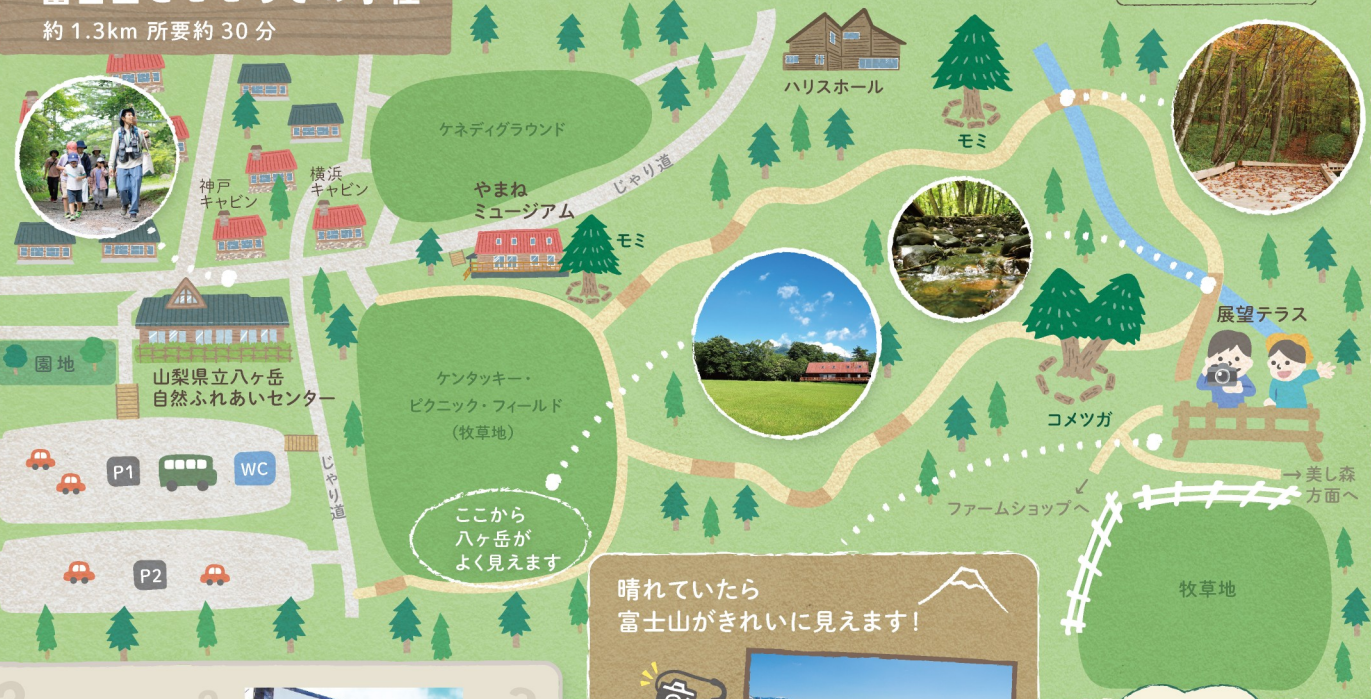 約1.3km 所要約30分
ハリスホール
モミ
ケネディグラウンド
じゃり道
神戸
キャビン
横浜
キャビン
やまね
ミュージアム
モミ
展望テラス
園地
山梨県立八ヶ岳
自然ふれあいセンター
ケンタッキー・
ピクニック・フィールド
(牧草地)
コメツガ
P1
WC
じゃり道
→美し森
方面へ
ファームショップへ
ここから
八ヶ岳が
よく見えます
P2
晴れていたら
富士山がきれいに見えます!
牧草地